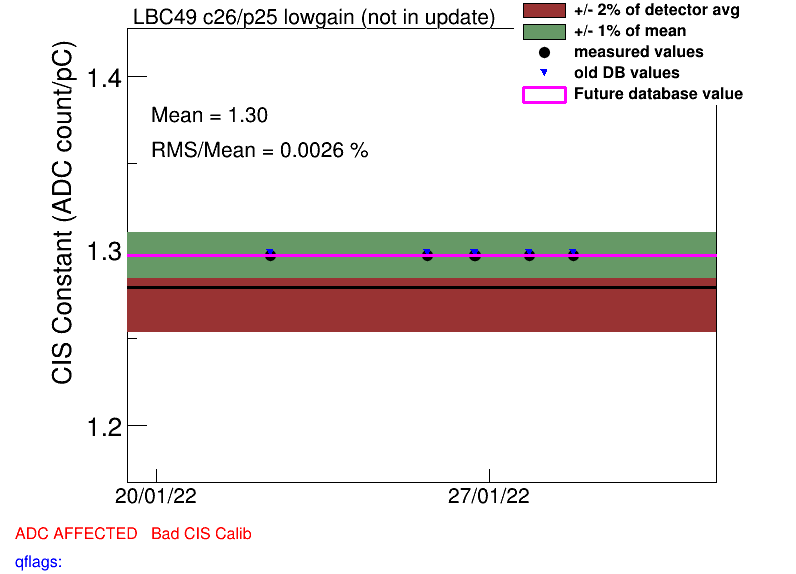 LBC49 c26/p25 lowgain (not in update)
+/- 2% of detector avg
+/- 1% of mean
measured values
old DB values
Future database value
CIS Constant (ADC count/pC)
1.4
Mean = 1.30
RMS/Mean = 0.0026 %
1.3
1.2
20/01/22 27/01/22
ADC AFFECTED Bad CIS Calib
qflags: